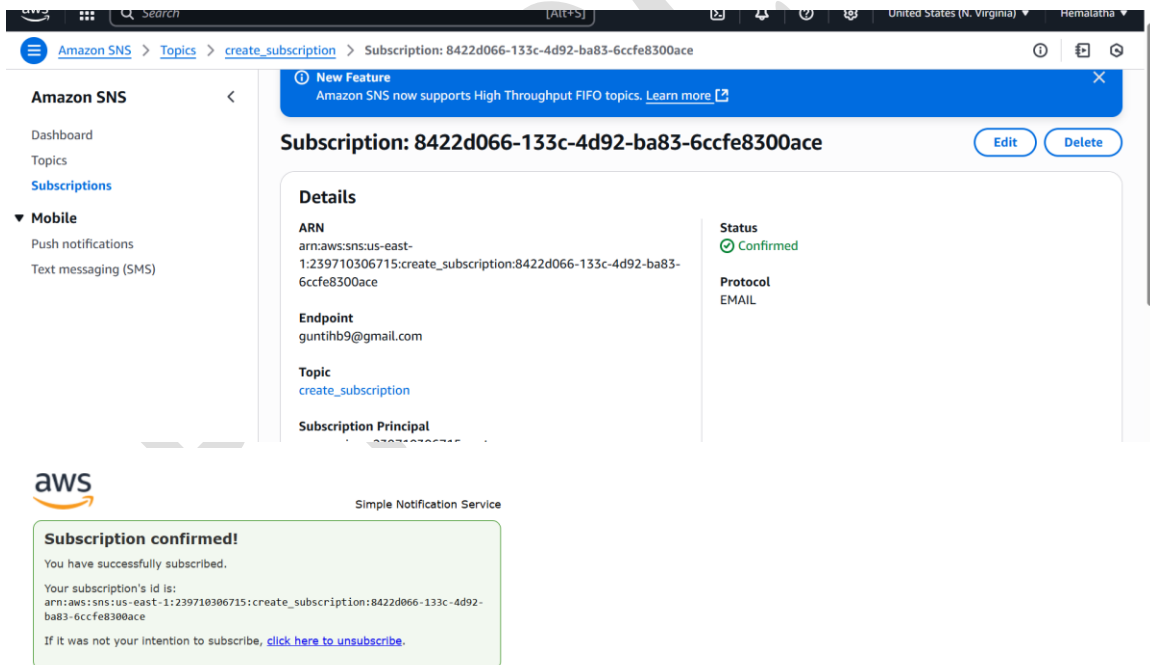 aws
Search
[Alt+S]
United States (N. Virginia)
Hemalatha
Amazon SNS > Topics > create_subscription > Subscription: 8422d066-133c-4d92-ba83-6ccfe8300ace
Amazon SNS
Dashboard
Topics
Subscriptions
Mobile
Push notifications
Text messaging (SMS)
New Feature
Amazon SNS now supports High Throughput FIFO topics. Learn more
Subscription: 8422d066-133c-4d92-ba83-6ccfe8300ace
Edit
Delete
Details
ARN
arn:aws:sns:us-east-
1:239710306715:create_subscription:8422d066-133c-4d92-ba83-
6ccfe8300ace
Endpoint
guntihb9@gmail.com
Topic
create_subscription
Subscription Principal
Status
Confirmed
Protocol
EMAIL
aws
Simple Notification Service
Subscription confirmed!
You have successfully subscribed.
Your subscription's id is:
arn:aws:sns:us-east-1:239710306715:create_subscription:8422d066-133c-4d92-
ba83-6ccfe8300ace
If it was not your intention to subscribe, click here to unsubscribe.